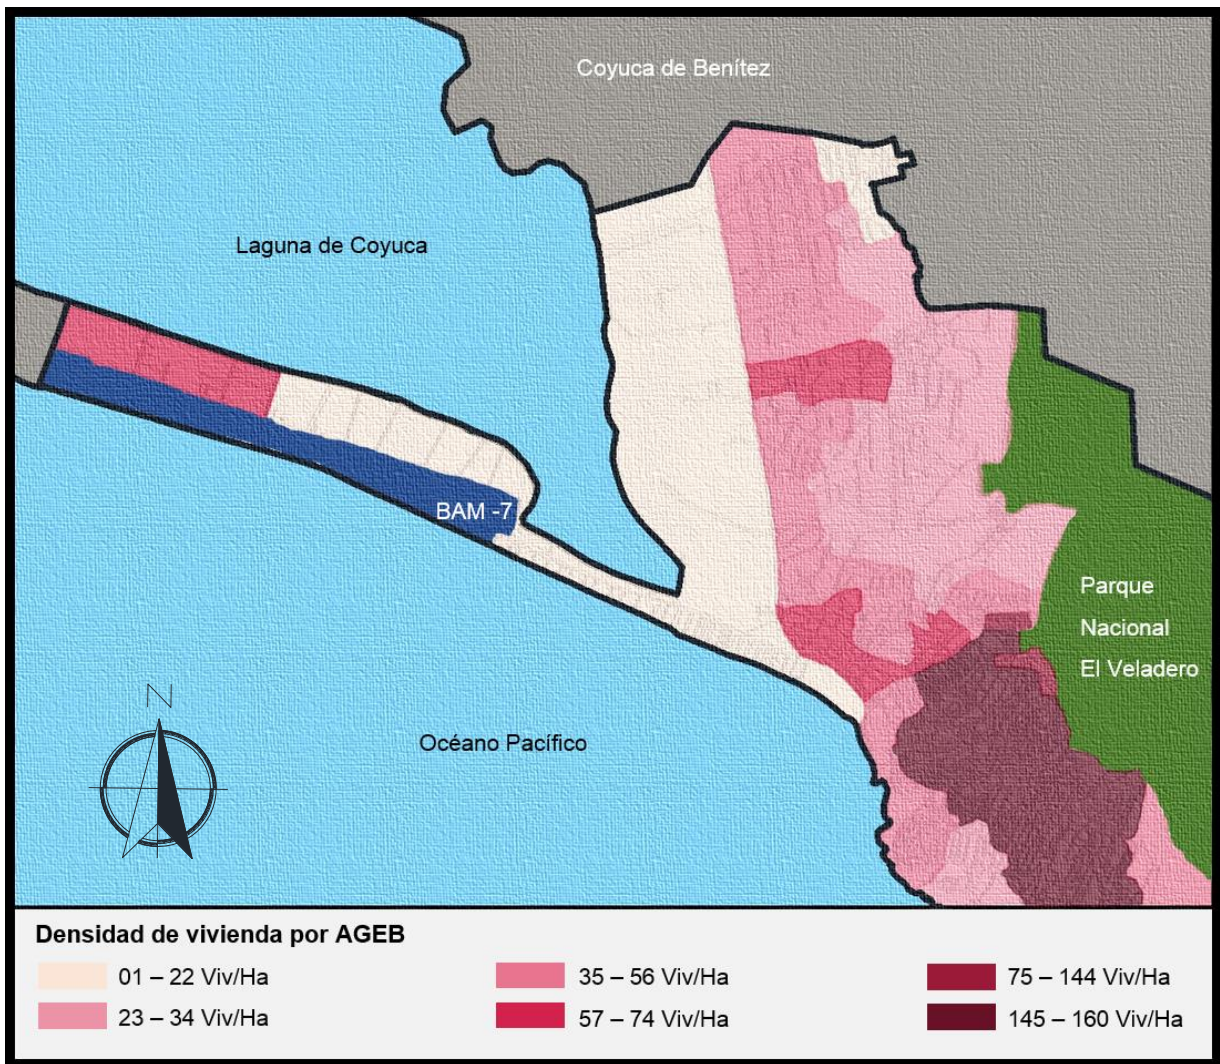 Coyuca de Benítez
Laguna de Coyuca
BAM -7
Parque
Nacional
El Veladero
N
Océano Pacífico
Densidad de vivienda por AGEB
01 – 22 Viv/Ha
35 – 56 Viv/Ha
75 – 144 Viv/Ha
23 – 34 Viv/Ha
57 – 74 Viv/Ha
145 – 160 Viv/Ha